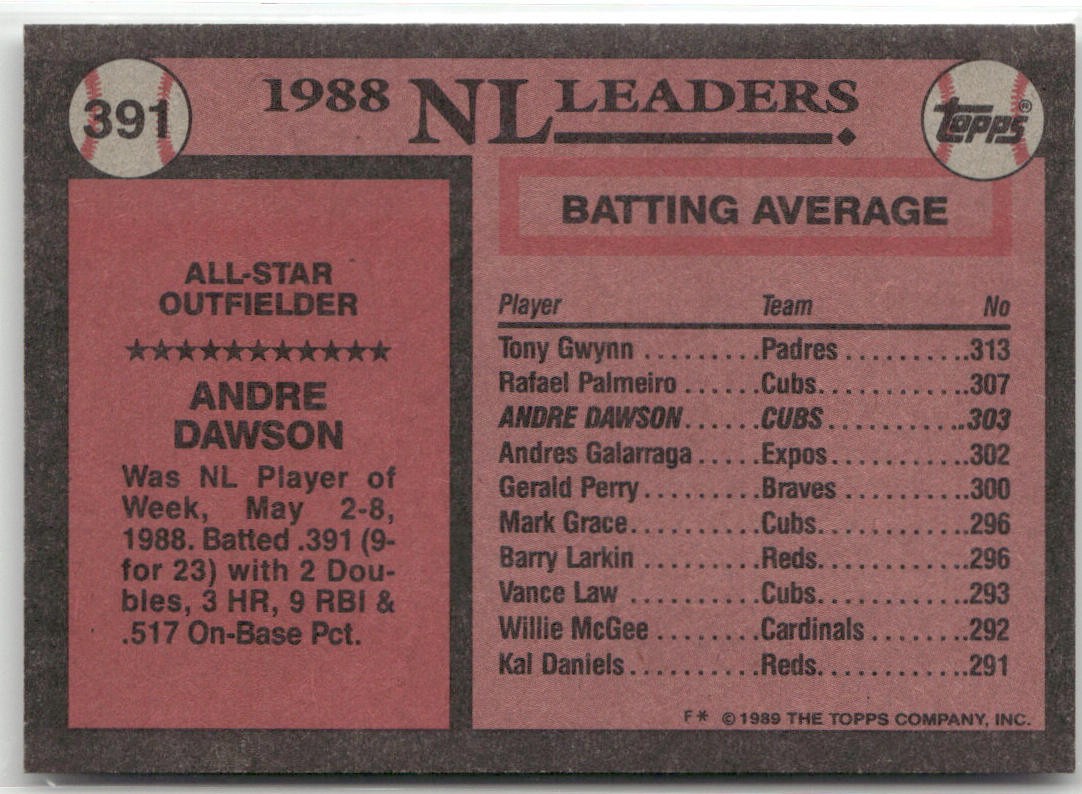 391
1988 NL LEADERS
Topps®
ALL-STAR
OUTFIELDER
★★★★★★★★★★★
ANDRE
DAWSON
Was NL Player of
Week, May 2-8,
1988. Batted .391 (9-
for 23) with 2 Dou-
bles, 3 HR, 9 RBI &
.517 On-Base Pct.
BATTING AVERAGE
Player Team No
Tony Gwynn ..........Padres ..........313
Rafael Palmeiro ......Cubs...........307
ANDRE DAWSON......CUBS ..........303
Andres Galarraga .....Expos...........302
Gerald Perry..........Braves ..........300
Mark Grace...........Cubs...........296
Barry Larkin ..........Reds...........296
Vance Law ...........Cubs...........293
Willie McGee ........Cardinals ........292
Kal Daniels...........Reds...........291
F* ©1989 THE TOPPS COMPANY, INC.